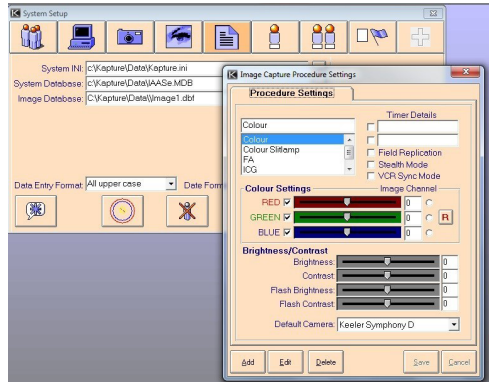 System Setup
System INI: c:\Kapture\Data\Kapture.ini
System Database: c:\Kapture\Data\IAASe.MDB
Image Database: C:\Kapture\Data\\Image1.dbf
Data Entry Format: All upper case
Date Form
Image Capture Procedure Settings
Procedure Settings
Timer Details
Colour
Colour
Colour Slitlamp
FA
ICG
Field Replication
Stealth Mode
VCR Sync Mode
Colour Settings
Image Channel
RED 0
GREEN 0 R
BLUE 0
Brightness/Contrast
Brightness: 0
Contrast: 0
Flash Brightness: 0
Flash Contrast: 0
Default Camera: Keeler Symphony D
Add Edit Delete Save Cancel